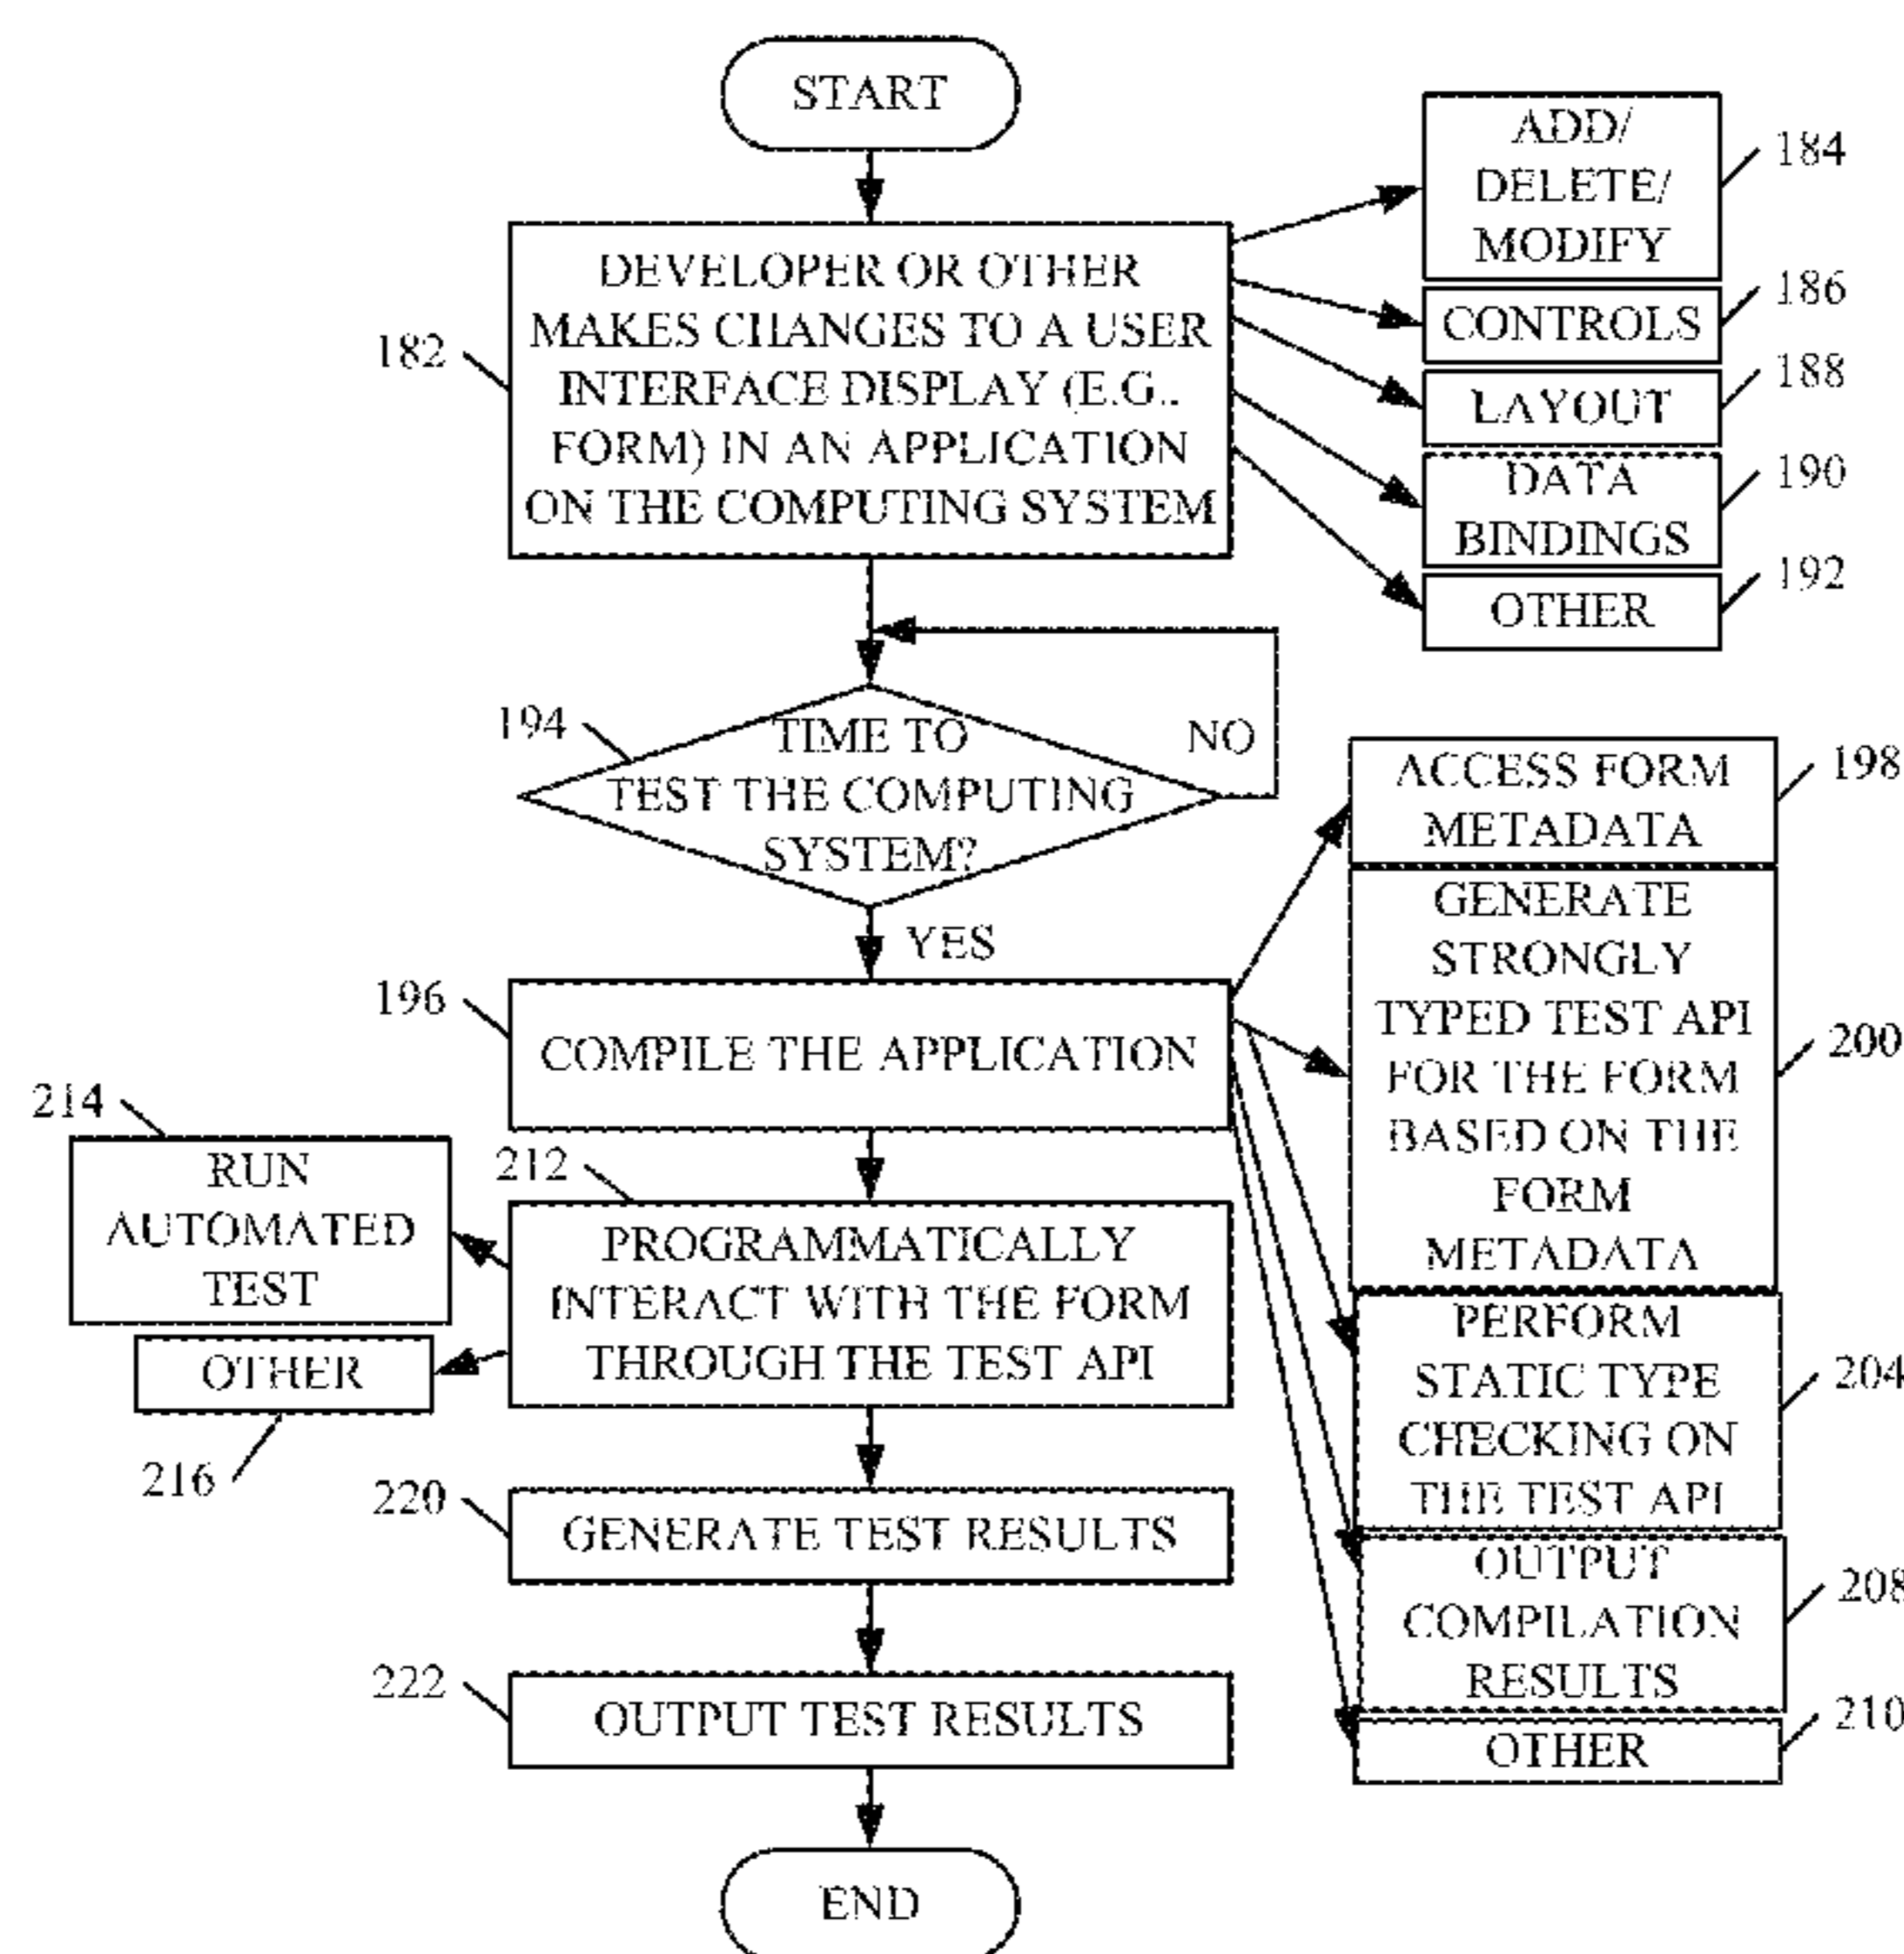 START
ADD/
DELETE/
MODIFY
184
DEVELOPER OR OTHER
MAKES CHANGES TO A USER
INTERFACE DISPLAY (E.G..
FORM) IN AN APPLICATION
ON THE COMPUTING SYSTEM
182
CONTROLS
186
LAYOUT
188
DATA
BINDINGS
190
OTHER
192
194
TIME TO
TEST THE COMPUTING
SYSTEM?
NO
YES
196
COMPILE THE APPLICATION
ACCESS FORM
METADATA
198
GENERATE
STRONGLY
TYPED TEST API
FOR THE FORM
BASED ON THE
FORM
METADATA
200
PERFORM
STATIC TYPE
CHECKING ON
THE TEST API
204
OUTPUT
COMPILATION
RESULTS
208
OTHER
210
212
PROGRAMMATICALLY
INTERACT WITH THE FORM
THROUGH THE TEST API
214
RUN
AUTOMATED
TEST
OTHER
216
220
GENERATE TEST RESULTS
222
OUTPUT TEST RESULTS
END